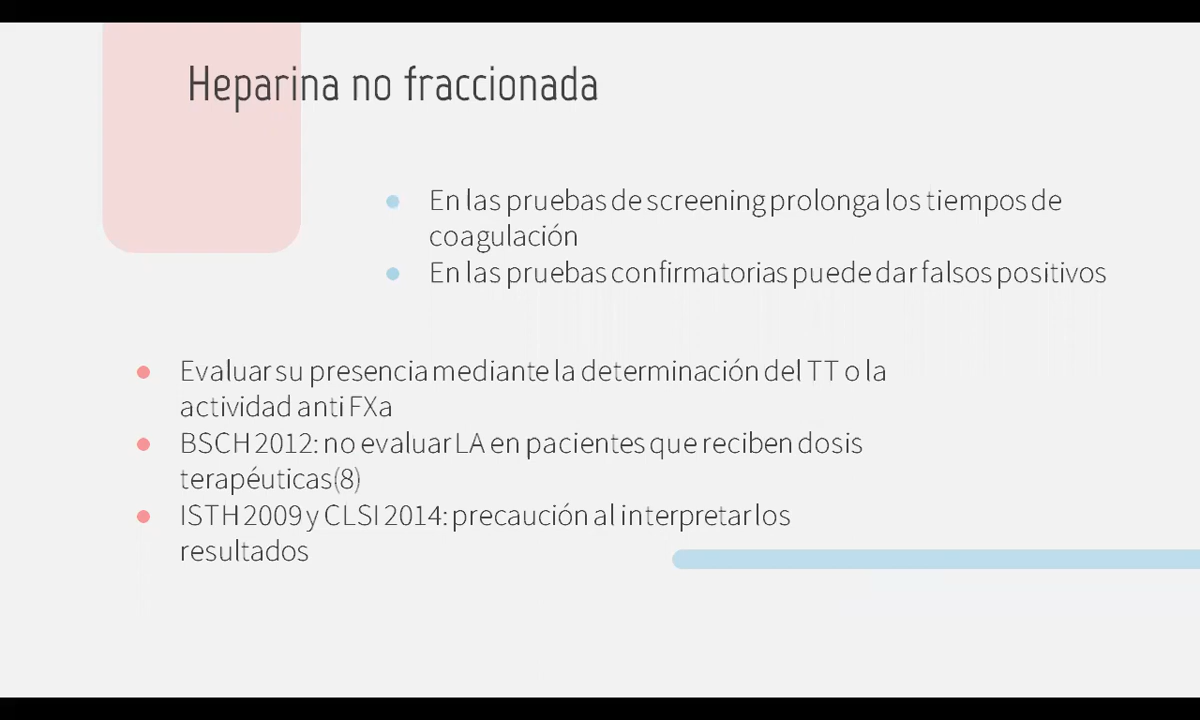 Heparina no fraccionada
En las pruebas de screening prolonga los tiempos de
coagulación
En las pruebas confirmatorias puede dar falsos positivos
Evaluar su presencia mediante la determinación del TT o la
actividad anti FXa
BSCH 2012: no evaluar LA en pacientes que reciben dosis
terapéuticas(8)
ISTH 2009 y CLSI 2014: precaución al interpretar los
resultados